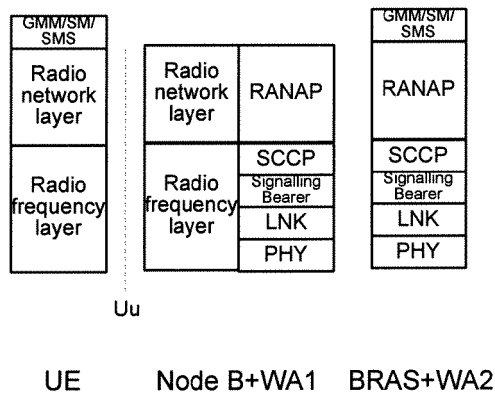 GMM/SM/
SMS
Radio
network
layer
Radio
frequency
layer
Uu
Radio
network
layer
RANAP
Radio
frequency
layer
SCCP
Signalling
Bearer
LNK
PHY
GMM/SM/
SMS
RANAP
SCCP
Signalling
Bearer
LNK
PHY
UE
Node B+WA1
BRAS+WA2